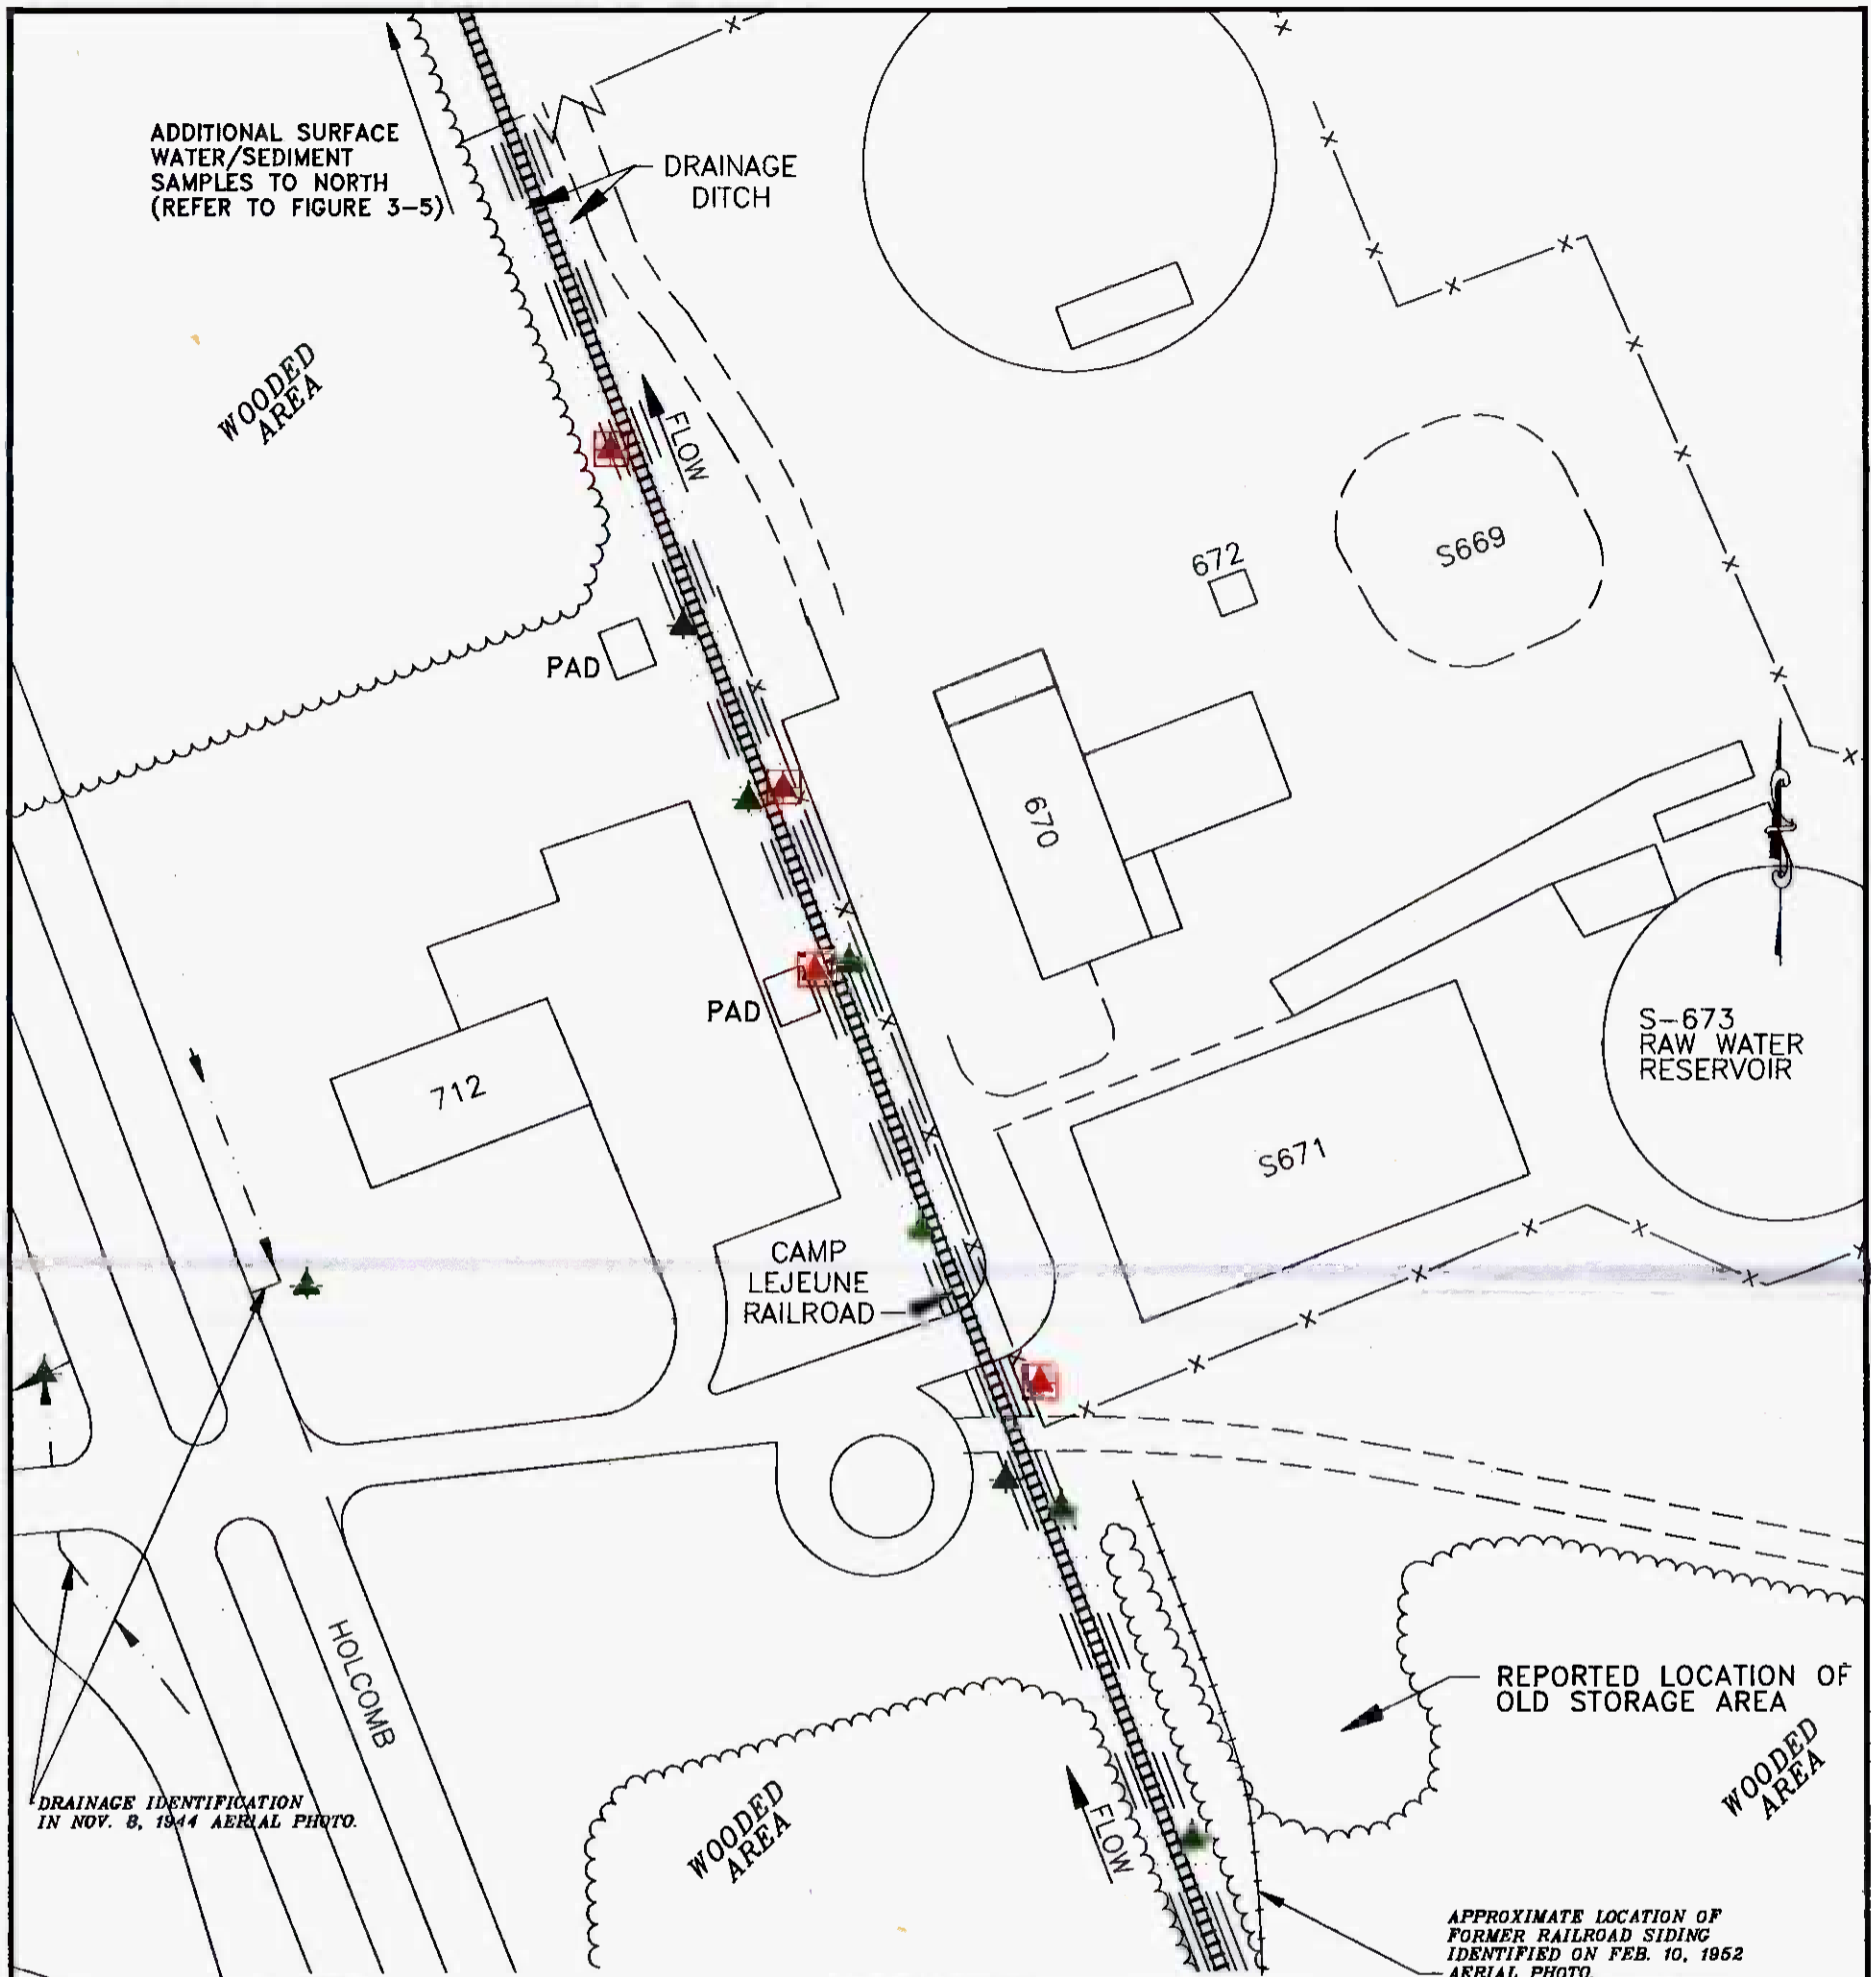 ADDITIONAL SURFACE
WATER/SEDIMENT
SAMPLES TO NORTH
(REFER TO FIGURE 3-5)
DRAINAGE
DITCH
WOODED
AREA
FLOW
672
S669
PAD
670
PAD
S-673
RAW WATER
RESERVOIR
712
S671
CAMP
LEJEUNE
RAILROAD
HOLCOMB
REPORTED LOCATION OF
OLD STORAGE AREA
WOODED
AREA
DRAINAGE IDENTIFICATION
IN NOV. 8, 1944 AERIAL PHOTO.
WOODED
AREA
FLOW
APPROXIMATE LOCATION OF
FORMER RAILROAD SIDING
IDENTIFIED ON FEB. 10, 1952
AERIAL PHOTO.